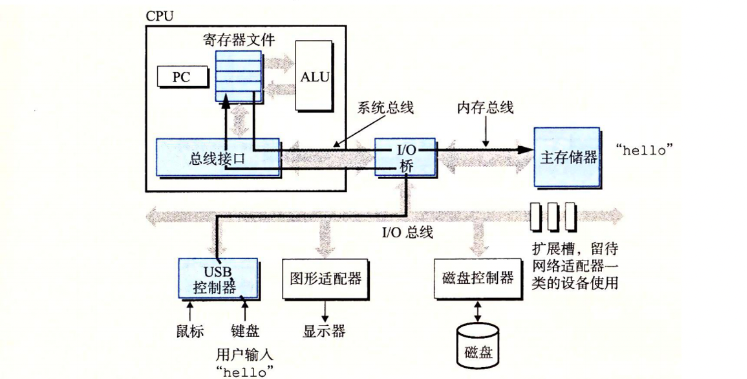 CPU
寄存器文件
PC
ALU
系统总线
内存总线
总线接口
I/O
桥
主存储器
“hello”
I/O 总线
扩展槽，留待
网络适配器一
类的设备使用
USB
控制器
图形适配器
磁盘控制器
鼠标
键盘
显示器
磁盘
用户输入
“hello”